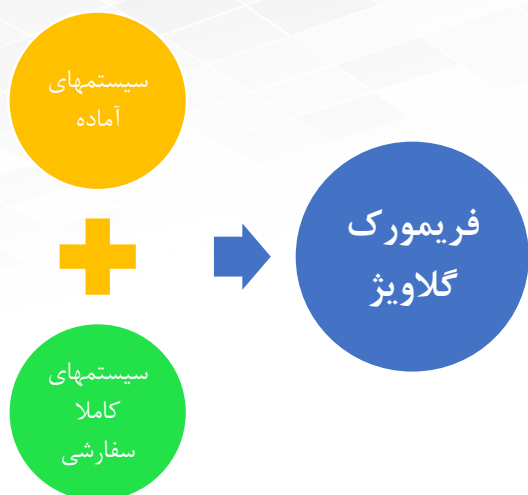 سیستمهای
آماده
سیستمهای
کاملا
سفارشی
فریمورک
گلاویژ